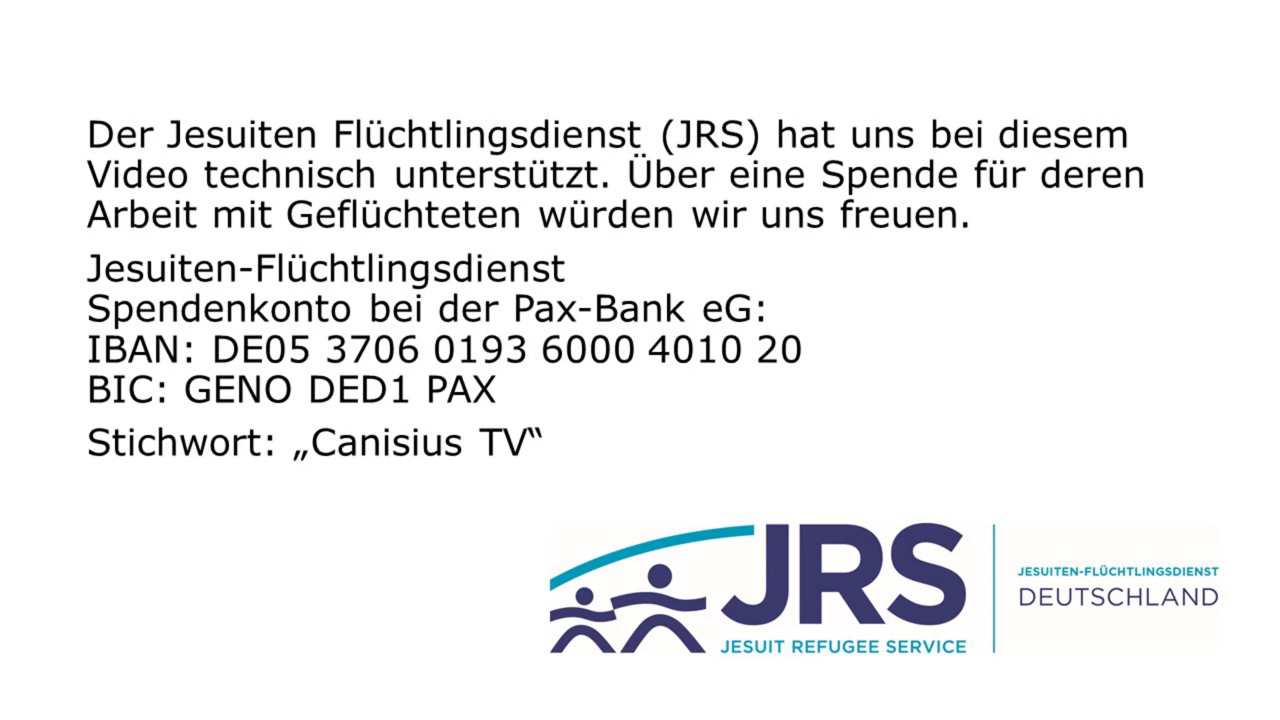 Der Jesuiten Flüchtlingsdienst (JRS) hat uns bei diesem
Video technisch unterstützt. Über eine Spende für deren
Arbeit mit Geflüchteten würden wir uns freuen.
Jesuiten-Flüchtlingsdienst
Spendenkonto bei der Pax-Bank eG:
IBAN: DE05 3706 0193 6000 4010 20
BIC: GENO DED1 PAX
Stichwort: „Canisius TV“
JRS
JESUIT REFUGEE SERVICE
JESUITEN-FLÜCHTLINGSDIENST
DEUTSCHLAND